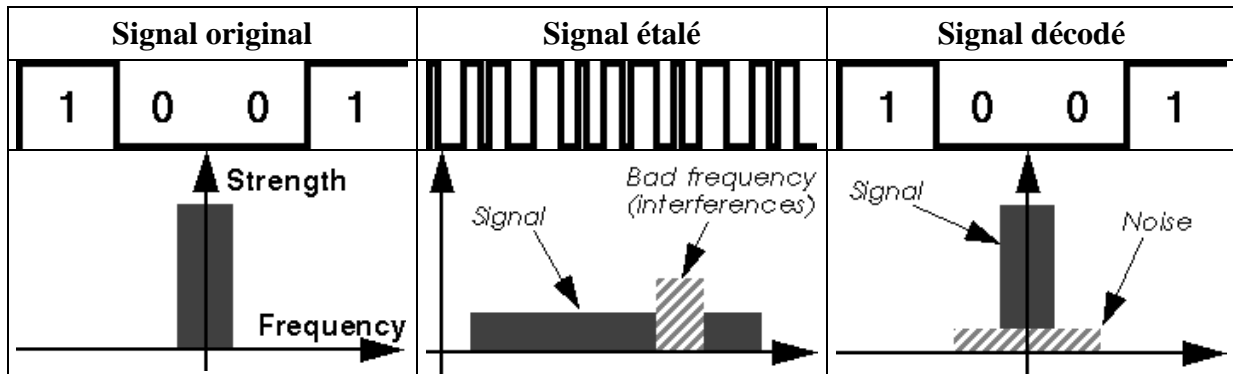 Signal original
Signal étalé
Signal décodé
1 0 0 1
1 0 0 1
Strength
Frequency
Bad frequency
(interferences)
Signal
Signal
Noise